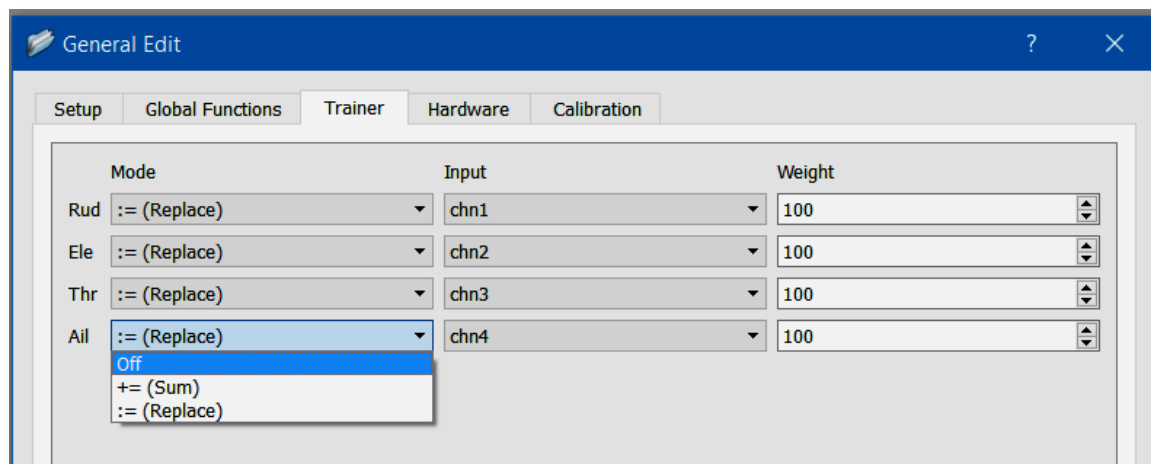 General Edit ?
Setup Global Functions Trainer Hardware Calibration
Mode Input Weight
Rud := (Replace) chn1 100
Ele := (Replace) chn2 100
Thr := (Replace) chn3 100
Ail := (Replace) chn4 100
Off
+= (Sum)
:= (Replace)